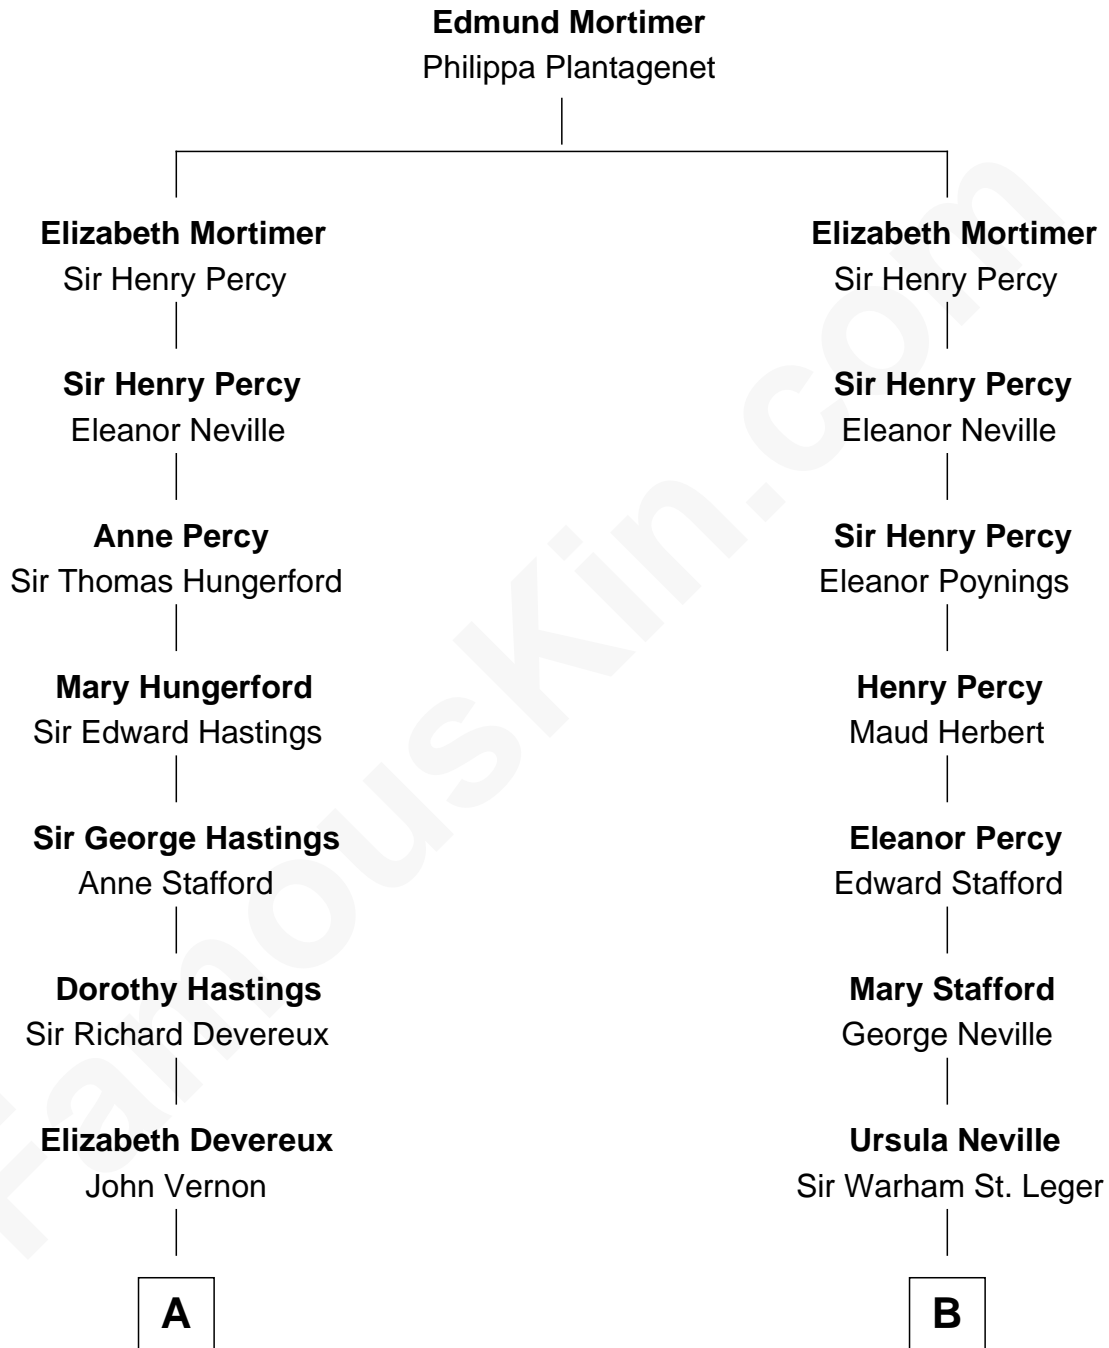 Edmund Mortimer
Philippa Plantagenet
Elizabeth Mortimer
Sir Henry Percy
Elizabeth Mortimer
Sir Henry Percy
Sir Henry Percy
Eleanor Neville
Sir Henry Percy
Eleanor Neville
Anne Percy
Sir Thomas Hungerford
Sir Henry Percy
Eleanor Poynings
Mary Hungerford
Sir Edward Hastings
Henry Percy
Maud Herbert
Sir George Hastings
Anne Stafford
Eleanor Percy
Edward Stafford
Dorothy Hastings
Sir Richard Devereux
Mary Stafford
George Neville
Elizabeth Devereux
John Vernon
Ursula Neville
Sir Warham St. Leger
A
B
FamousKin.com